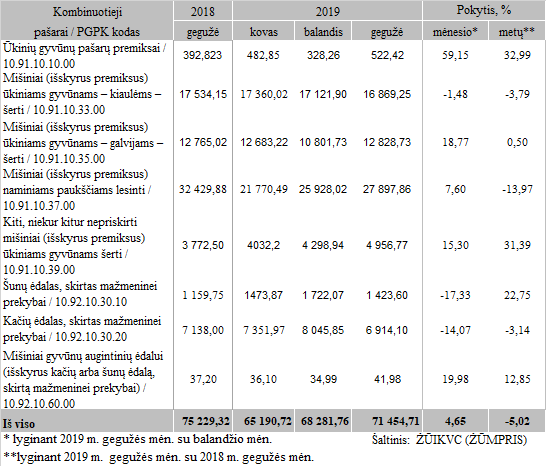 Kombinuotieji 2018 2019 Pokytis, %
pašarai / PGPK kodas gegužė kovas balandis gegužė mėnesio* metų**
Ūkinių gyvūnų pašarų premiksai /
10.91.10.10.00 392,823 482,85 328,26 522,42 59,15 32,99
Mišiniai (išskyrus premiksus)
ūkiniams gyvūnams – kiaulėms – 17 534,15 17 360,02 17 121,90 16 869,25 -1,48 -3,79
šerti / 10.91.10.33.00
Mišiniai (išskyrus premiksus)
ūkiniams gyvūnams – galvijams – 12 765,02 12 683,22 10 801,73 12 828,73 18,77 0,50
šerti / 10.91.10.35.00
Mišiniai (išskyrus premiksus)
naminiams paukščiams lesinti / 32 429,88 21 770,49 25 928,02 27 897,86 7,60 -13,97
10.91.10.37.00
Kiti, niekur kitur nepriskirti
mišiniai (išskyrus premiksus) 3 772,50 4032,2 4 298,94 4 956,77 15,30 31,39
ūkiniams gyvūnams šerti /
10.91.10.39.00
Šunų ėdalas, skirtas mažmeninei
prekybai / 10.92.10.30.10 1 159,75 1473,87 1 722,07 1 423,60 -17,33 22,75
Kačių ėdalas, skirtas mažmeninei
prekybai / 10.92.10.30.20 7 138,00 7 351,97 8 045,85 6 914,10 -14,07 -3,14
Mišiniai gyvūnų augintinių ėdalui
(išskyrus kačių arba šunų ėdalą, 37,20 36,10 34,99 41,98 19,98 12,85
skirtą mažmeninei prekybai) /
10.92.10.60.00
Iš viso 75 229,32 65 190,72 68 281,76 71 454,71 4,65 -5,02
* lyginant 2019 m. gegužės mėn. su balandžio mėn. Šaltinis: ŽŪIKVC (ŽŪMPRIS)
**lyginant 2019 m. gegužės mėn. su 2018 m. gegužės mėn.